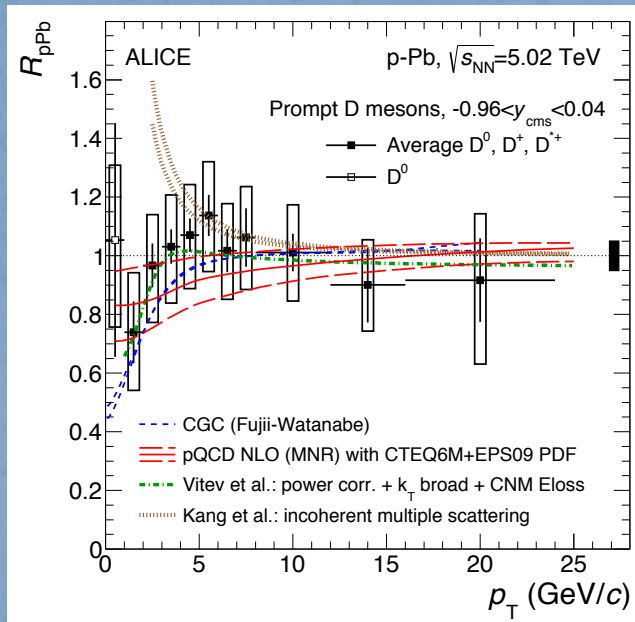 R_pPb
ALICE
p-Pb, √s_NN=5.02 TeV
Prompt D mesons, -0.96<y_cms<0.04
Average D⁰, D⁺, D*⁺
D⁰
CGC (Fujii-Watanabe)
pQCD NLO (MNR) with CTEQ6M+EPS09 PDF
Vitev et al.: power corr. + k_T broad + CNM Eloss
Kang et al.: incoherent multiple scattering
1.6
1.4
1.2
1
0.8
0.6
0.4
0.2
0
0 5 10 15 20 25
p_T (GeV/c)